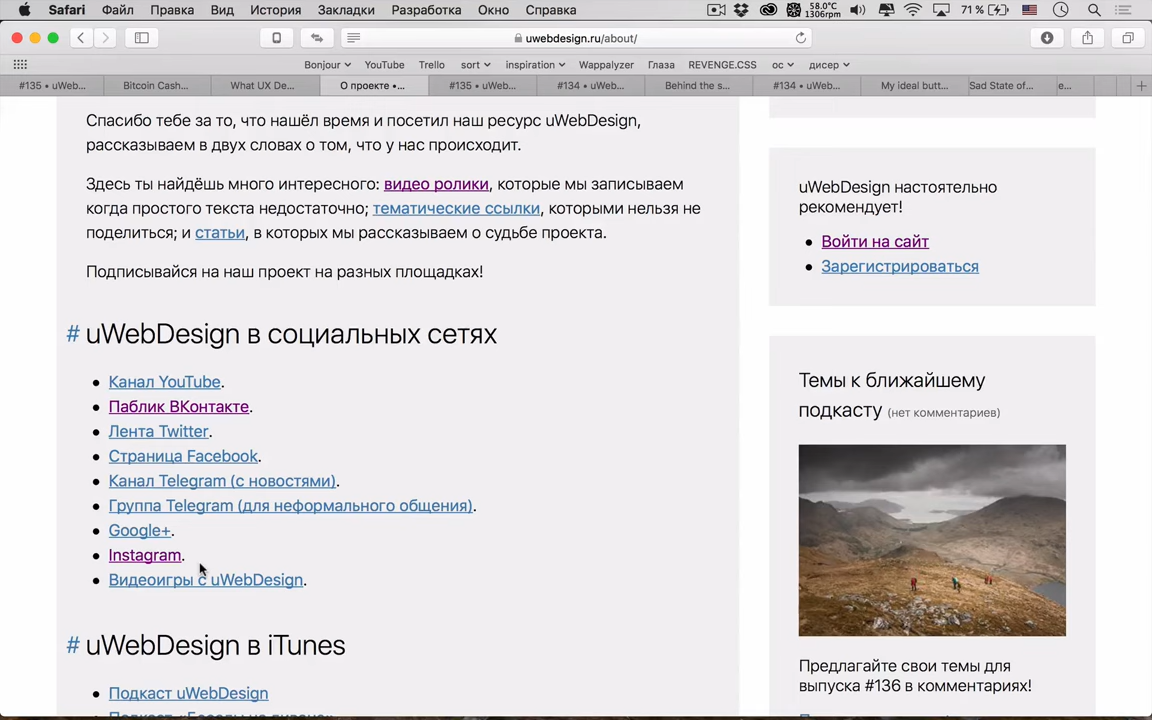 Safari Файл Правка Вид История Закладки Разработка Окно Справка 58.0°C 1306rpm 71 %
uwebdesign.ru/about/
Bonjour YouTube Trello sort inspiration Wappalyzer Глаза REVENGE.CSS ос дисер
#135 • uWeb... Bitcoin Cash... What UX De... О проекте •... #135 • uWeb... #134 • uWeb... Behind the s... #134 • uWeb... My ideal butt... Sad State of... e...
Спасибо тебе за то, что нашёл время и посетил наш ресурс uWebDesign,
рассказываем в двух словах о том, что у нас происходит.
Здесь ты найдёшь много интересного: видео ролики, которые мы записываем
когда простого текста недостаточно; тематические ссылки, которыми нельзя не
поделиться; и статьи, в которых мы рассказываем о судьбе проекта.
Подписывайся на наш проект на разных площадках!
# uWebDesign в социальных сетях
Канал YouTube.
Паблик ВКонтакте.
Лента Twitter.
Страница Facebook.
Канал Telegram (с новостями).
Группа Telegram (для неформального общения).
Google+.
Instagram.
Видеоигры с uWebDesign.
# uWebDesign в iTunes
Подкаст uWebDesign
uWebDesign настоятельно
рекомендует!
Войти на сайт
Зарегистрироваться
Темы к ближайшему
подкасту (нет комментариев)
Предлагайте свои темы для
выпуска #136 в комментариях!